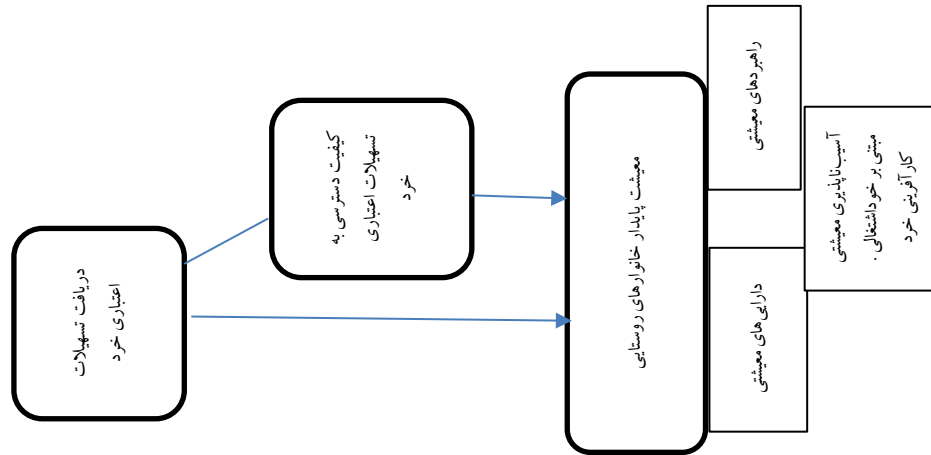 دریافت تسهیلات
اعتباری خرد
کیفیت دسترسی به
تسهیلات اعتباری
خرد
معیشت پایدار خانوارهای روستایی
راهبردهای معیشتی
دارایی‌های معیشتی
آسیب‌ناپذیری معیشتی
مبتنی بر خوداشتغالی .
کارآفرینی خرد